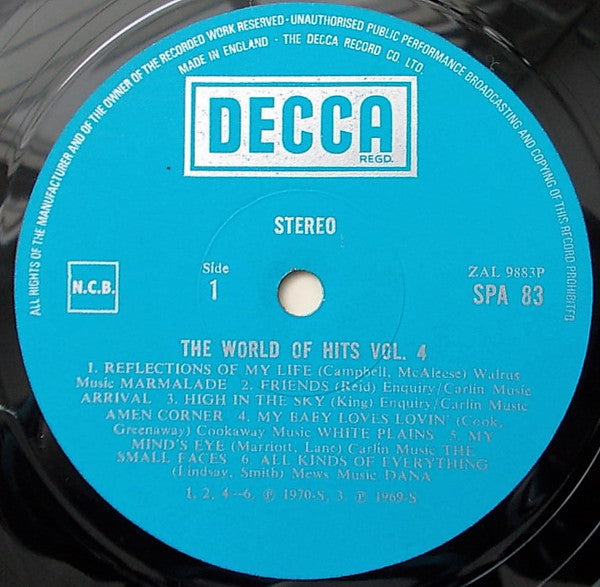 ALL RIGHTS OF THE MANUFACTURER AND OF THE OWNER OF THE RECORDED WORK RESERVED · UNAUTHORISED PUBLIC PERFORMANCE BROADCASTING AND COPYING OF THIS RECORD PROHIBITED
MADE IN ENGLAND · THE DECCA RECORD CO. LTD.
DECCA
REGD.
STEREO
Side
1
N.C.B.
ZAL 9883P
SPA 83
THE WORLD OF HITS VOL. 4
1. REFLECTIONS OF MY LIFE (Campbell, McAleese) Walrus
Music MARMALADE 2. FRIENDS (Reid) Enquiry/Carlin Music
ARRIVAL 3. HIGH IN THE SKY (King) Enquiry/Carlin Music
AMEN CORNER 4. MY BABY LOVES LOVIN' (Cook,
Greenaway) Cookaway Music WHITE PLAINS 5. MY
MIND'S EYE (Marriott, Lane) Carlin Music THE
SMALL FACES 6. ALL KINDS OF EVERYTHING
(Lindsay, Smith) Mews Music DANA
1, 2, 4—6, ℗ 1970-S, 3, ℗ 1969-S